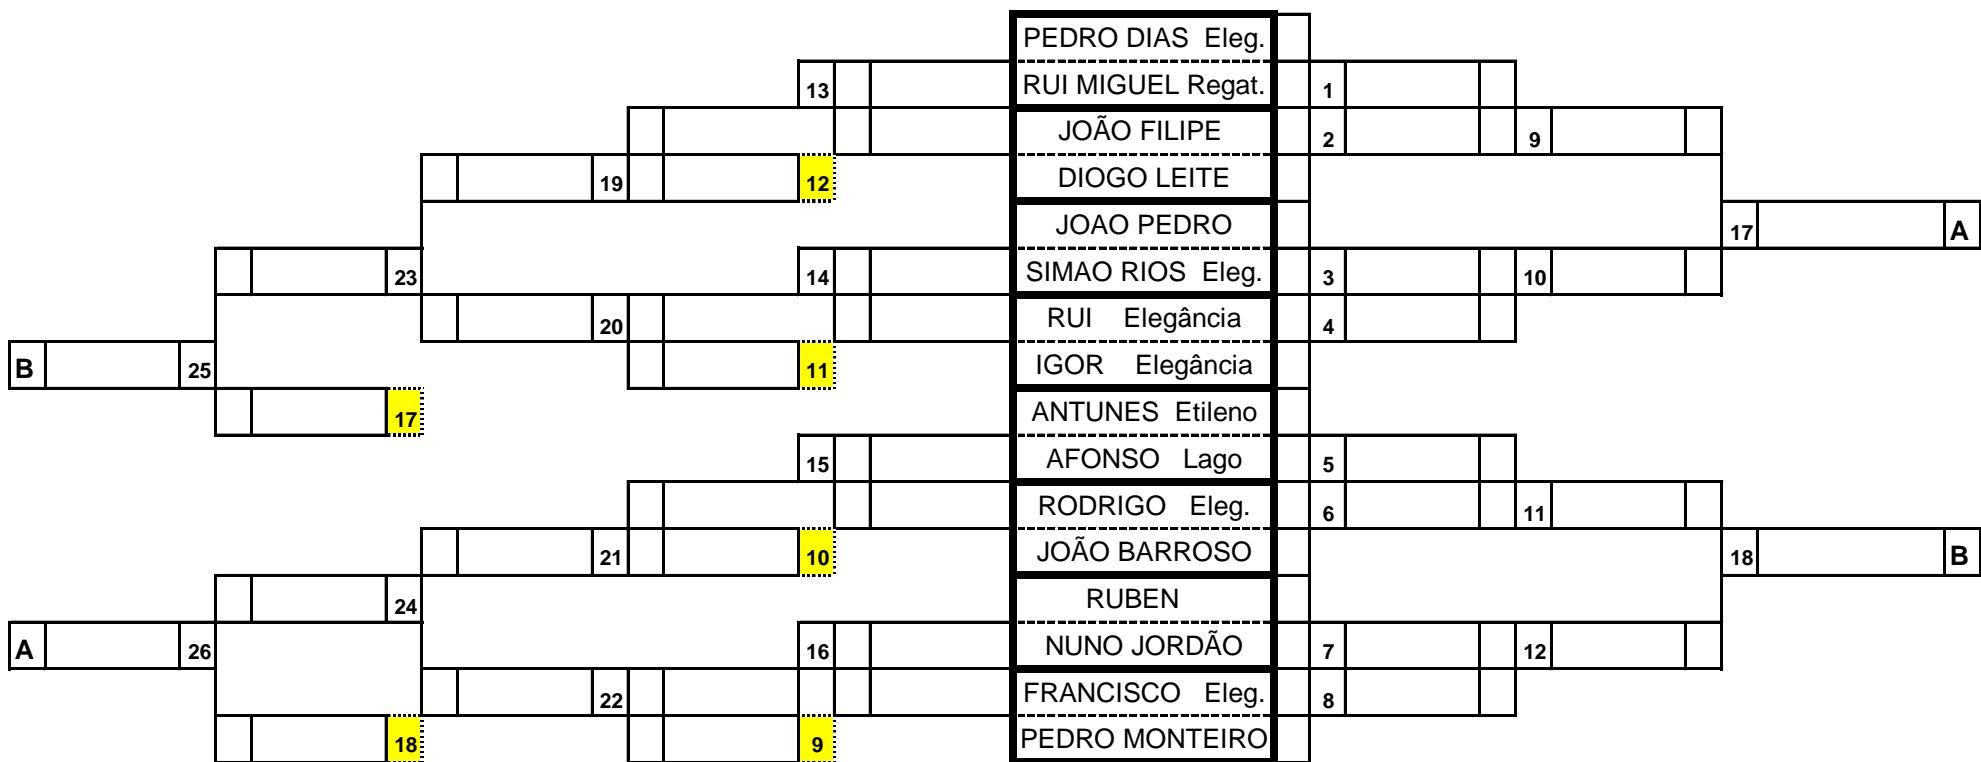 PEDRO DIAS Eleg.
13 RUI MIGUEL Regat. 1
JOÃO FILIPE 2 9
19 12 DIOGO LEITE
JOAO PEDRO 17 A
23 14 SIMAO RIOS Eleg. 3 10
20 RUI Elegância 4
B 25 11 IGOR Elegância
17 ANTUNES Etileno
15 AFONSO Lago 5
RODRIGO Eleg. 6 11
21 10 JOÃO BARROSO 18 B
24 RUBEN
A 26 16 NUNO JORDÃO 7 12
22 FRANCISCO Eleg. 8
18 9 PEDRO MONTEIRO